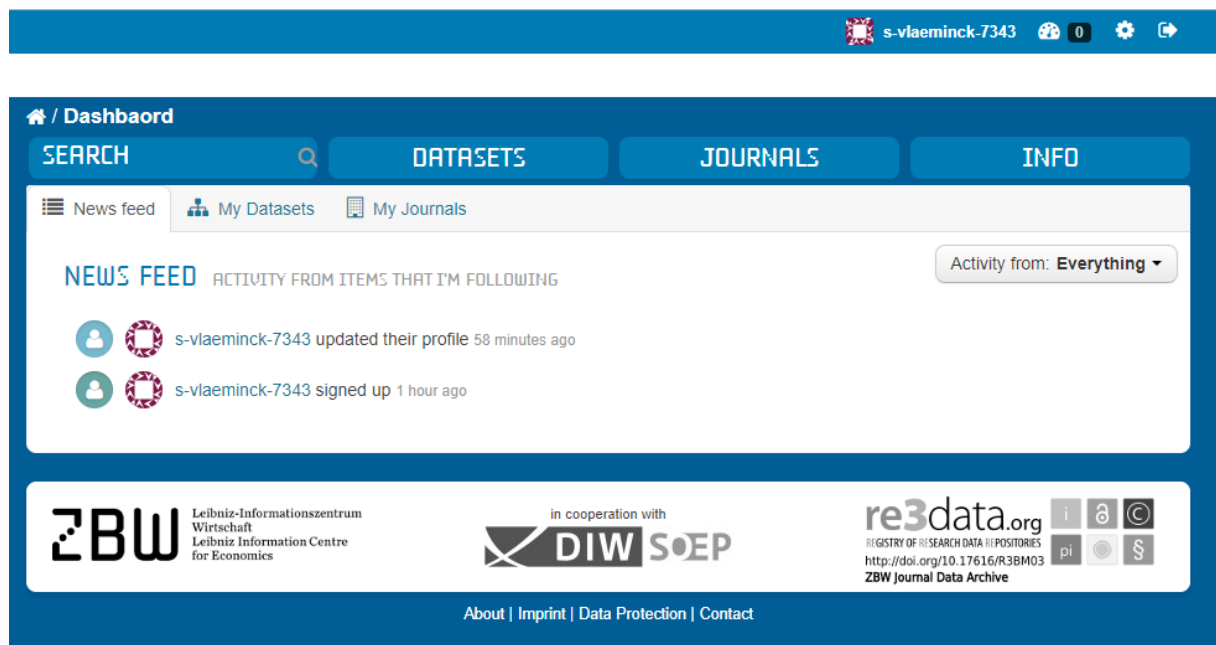 s-vlaeminck-7343 0
/ Dashbaord
SEARCH DATASETS JOURNALS INFO
News feed My Datasets My Journals
NEWS FEED ACTIVITY FROM ITEMS THAT I'M FOLLOWING
Activity from: Everything
s-vlaeminck-7343 updated their profile 58 minutes ago
s-vlaeminck-7343 signed up 1 hour ago
ZBW
Leibniz-Informationszentrum
Wirtschaft
Leibniz Information Centre
for Economics
in cooperation with
DIW SOEP
re3data.org
REGISTRY OF RESEARCH DATA REPOSITORIES
http://doi.org/10.17616/R3BM03
ZBW Journal Data Archive
i a ©
pi §
About | Imprint | Data Protection | Contact